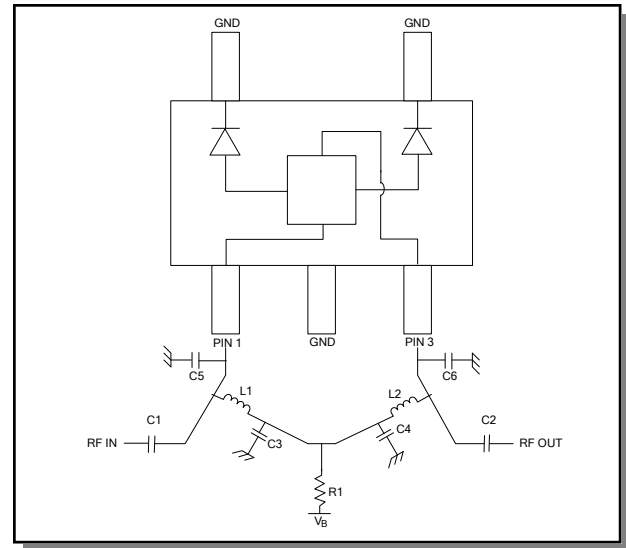 GND GND
PIN 1 GND PIN 3
C5 C6
L1 L2
C1 C2
C3 C4
RF IN RF OUT
R1
VB